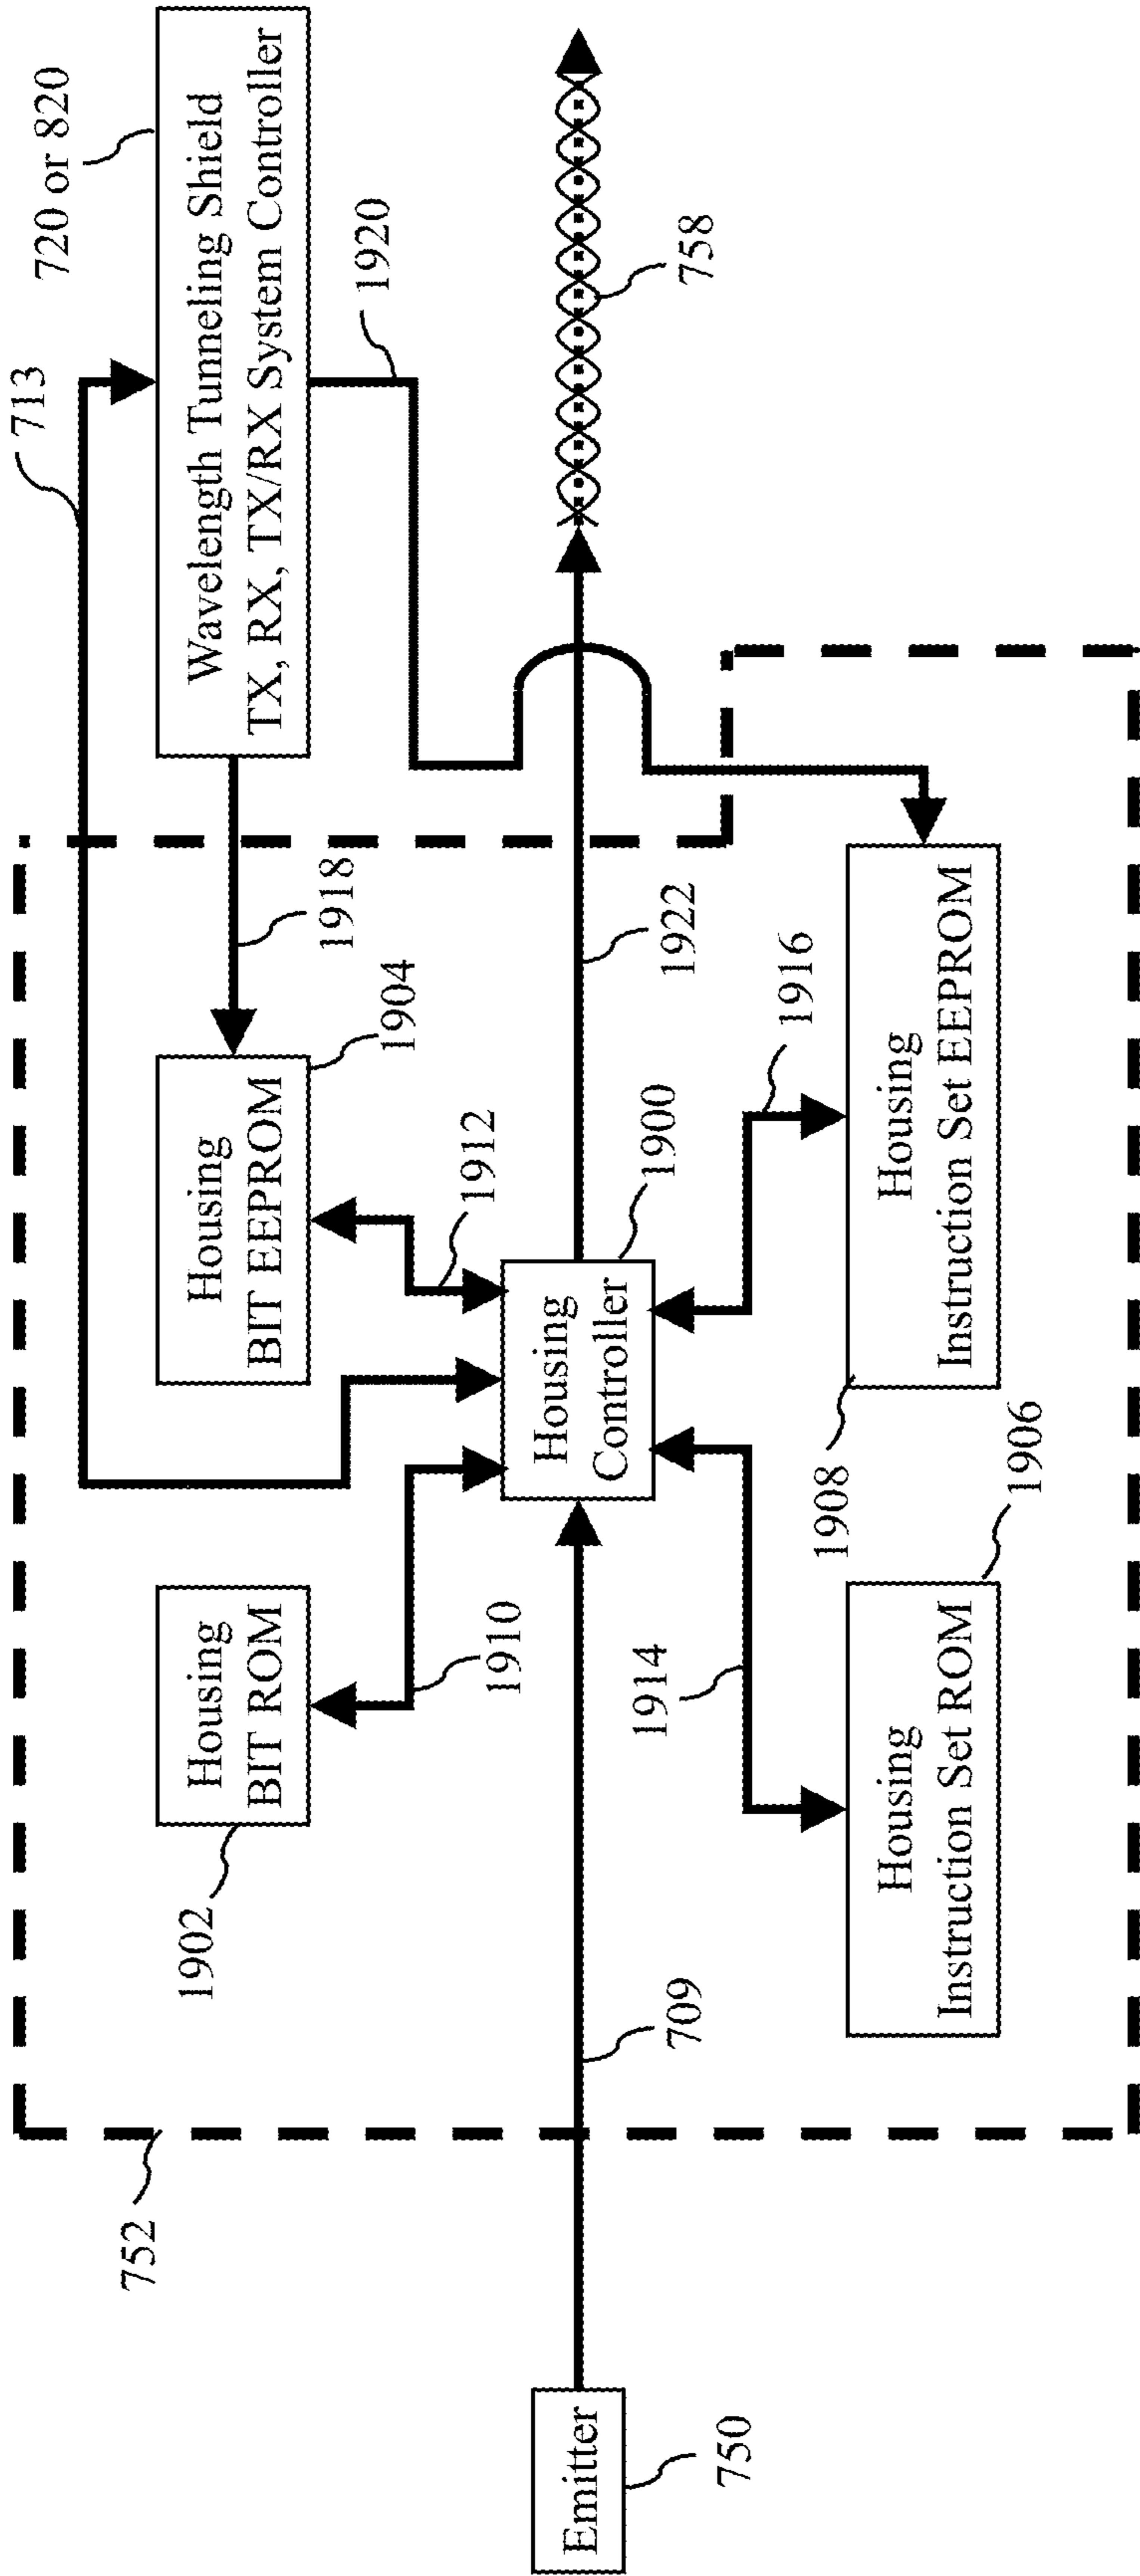 713
720 or 820
Wavelength Tunneling Shield
TX, RX, TX/RX System Controller
1920
758
1918
Housing
BIT EEPROM
1904
1912
Housing
BIT ROM
1902
1910
Housing
Controller
1900
1922
752
Emitter
750
709
1914
1916
Housing
Instruction Set ROM
1906
Housing
Instruction Set EEPROM
1908